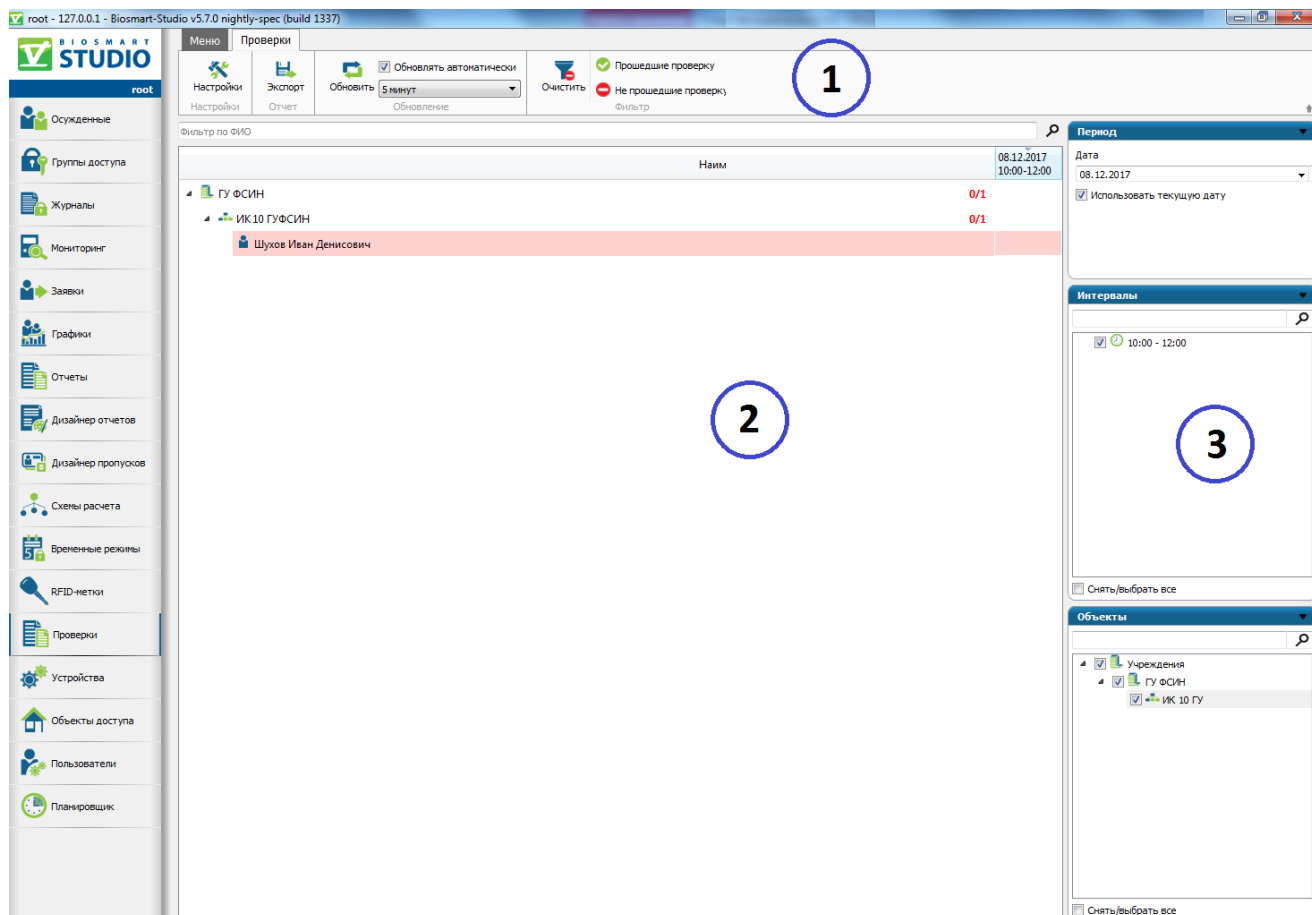 root - 127.0.0.1 - Biosmart-Studio v5.7.0 nightly-spec (build 1337)
BIOSMART
STUDIO
root
Осужденные
Группы доступа
Журналы
Мониторинг
Заявки
Графики
Отчеты
Дизайнер отчетов
Дизайнер пропусков
Схемы расчета
Временные режимы
RFID-метки
Проверки
Устройства
Объекты доступа
Пользователи
Планировщик
Меню Проверки
Настройки
Настройки
Экспорт
Отчет
Обновить
Обновлять автоматически
5 минут
Обновление
Очистить
Прошедшие проверку
Не прошедшие проверку
Фильтр
1
Фильтр по ФИО
Наим
08.12.2017
10:00-12:00
ГУ ФСИН 0/1
ИК 10 ГУФСИН 0/1
Шухов Иван Денисович
2
Период
Дата
08.12.2017
Использовать текущую дату
Интервалы
10:00 - 12:00
3
Снять/выбрать все
Объекты
Учреждения
ГУ ФСИН
ИК 10 ГУ
Снять/выбрать все